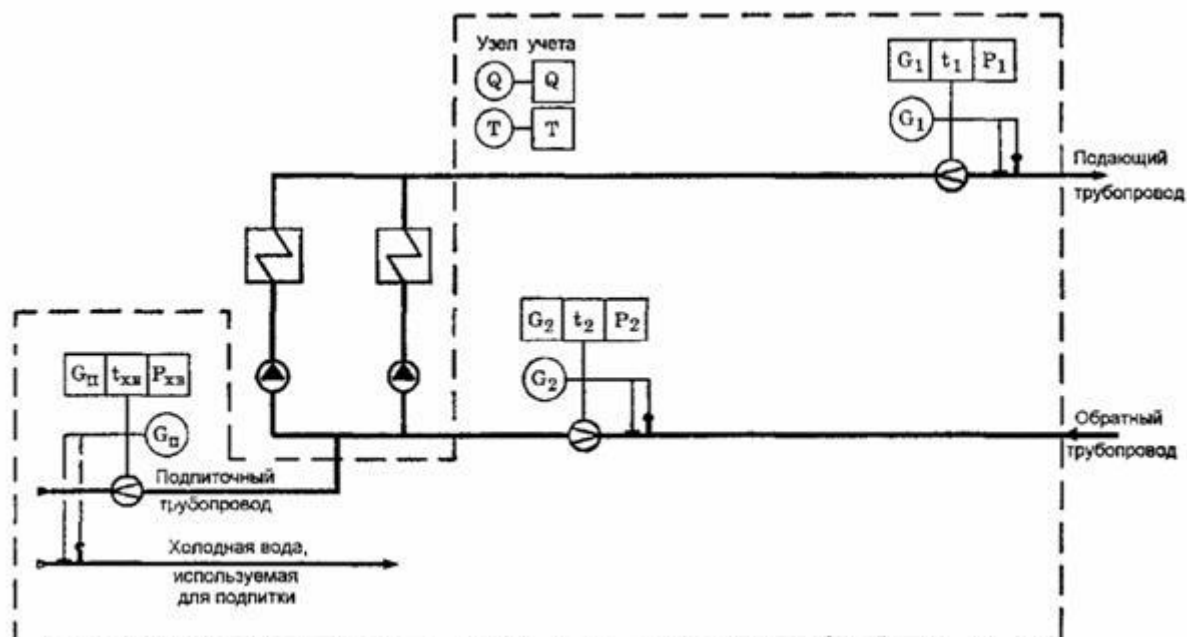 Узел учета
Q Q
T T
G₁ t₁ P₁
G₁
Подающий
трубопровод
G₂ t₂ P₂
G₂
Обратный
трубопровод
Gп tхв Pхв
Gп
Подпиточный
трубопровод
Холодная вода,
используемая
для подпитки